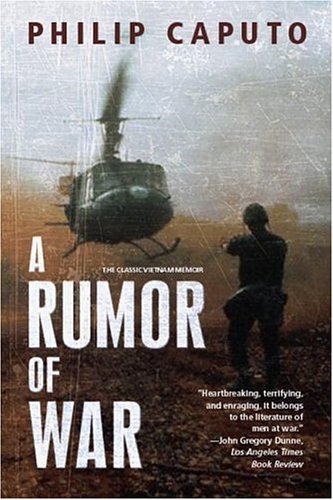 PHILIP CAPUTO
THE CLASSIC VIETNAM MEMOIR
A
RUMOR
OF
WAR
"Heartbreaking, terrifying,
and enraging, it belongs
to the literature of
men at war."
—John Gregory Dunne,
Los Angeles Times
Book Review